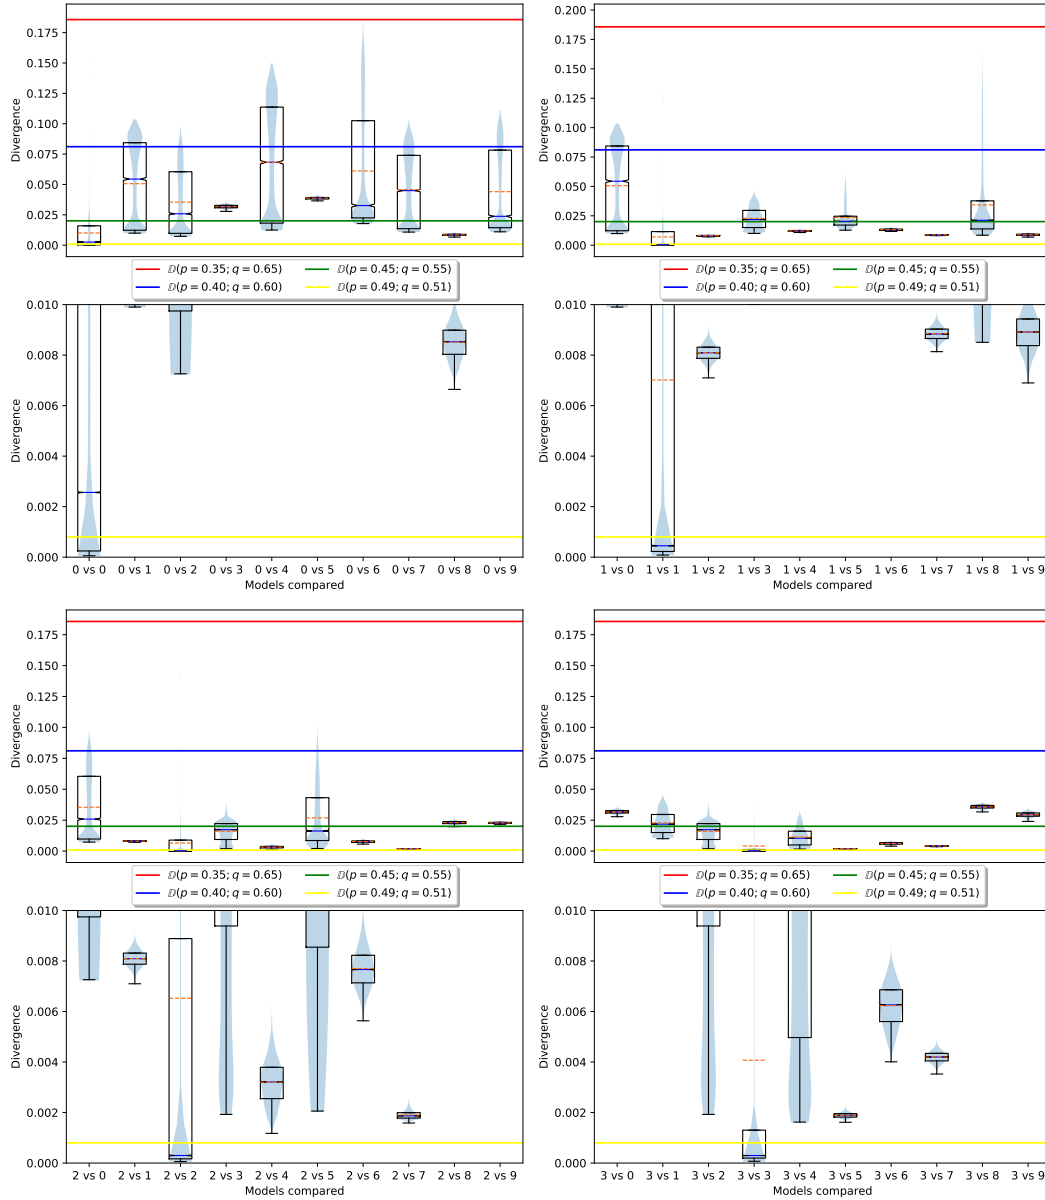 0.175
0.150
0.125
0.100
0.075
0.050
0.025
0.000
Divergence
𝔻(p = 0.35; q = 0.65)
𝔻(p = 0.40; q = 0.60)
𝔻(p = 0.45; q = 0.55)
𝔻(p = 0.49; q = 0.51)
0.010
0.008
0.006
0.004
0.002
0.000
Divergence
0 vs 0 0 vs 1 0 vs 2 0 vs 3 0 vs 4 0 vs 5 0 vs 6 0 vs 7 0 vs 8 0 vs 9
Models compared
0.200
0.175
0.150
0.125
0.100
0.075
0.050
0.025
0.000
Divergence
𝔻(p = 0.35; q = 0.65)
𝔻(p = 0.40; q = 0.60)
𝔻(p = 0.45; q = 0.55)
𝔻(p = 0.49; q = 0.51)
0.010
0.008
0.006
0.004
0.002
0.000
Divergence
1 vs 0 1 vs 1 1 vs 2 1 vs 3 1 vs 4 1 vs 5 1 vs 6 1 vs 7 1 vs 8 1 vs 9
Models compared
0.175
0.150
0.125
0.100
0.075
0.050
0.025
0.000
Divergence
𝔻(p = 0.35; q = 0.65)
𝔻(p = 0.40; q = 0.60)
𝔻(p = 0.45; q = 0.55)
𝔻(p = 0.49; q = 0.51)
0.010
0.008
0.006
0.004
0.002
0.000
Divergence
2 vs 0 2 vs 1 2 vs 2 2 vs 3 2 vs 4 2 vs 5 2 vs 6 2 vs 7 2 vs 8 2 vs 9
Models compared
0.175
0.150
0.125
0.100
0.075
0.050
0.025
0.000
Divergence
𝔻(p = 0.35; q = 0.65)
𝔻(p = 0.40; q = 0.60)
𝔻(p = 0.45; q = 0.55)
𝔻(p = 0.49; q = 0.51)
0.010
0.008
0.006
0.004
0.002
0.000
Divergence
3 vs 0 3 vs 1 3 vs 2 3 vs 3 3 vs 4 3 vs 5 3 vs 6 3 vs 7 3 vs 8 3 vs 9
Models compared